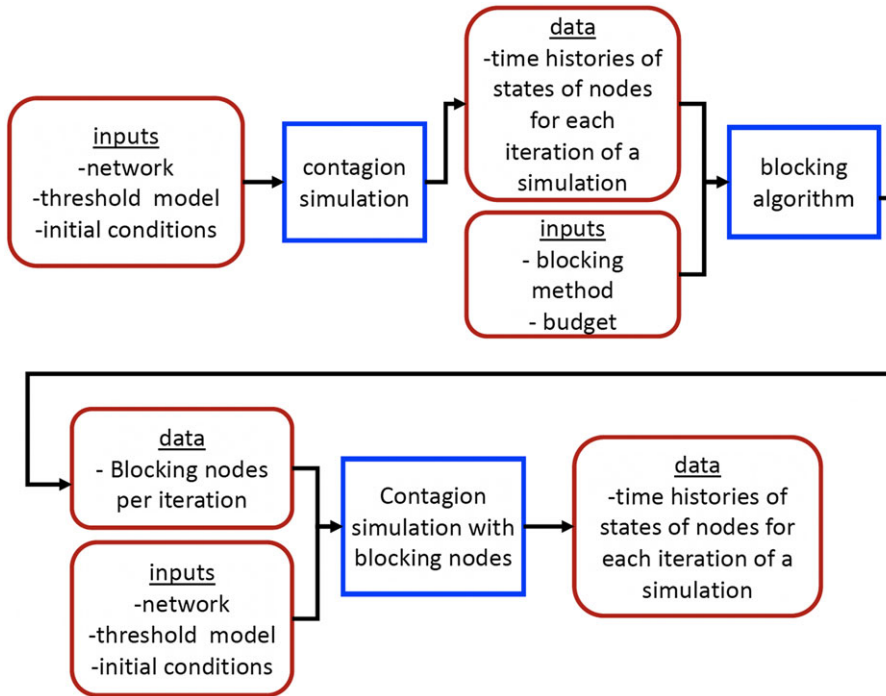 inputs
-network
-threshold model
-initial conditions
contagion
simulation
data
-time histories of
states of nodes
for each
iteration of a
simulation
inputs
- blocking
method
- budget
blocking
algorithm
data
- Blocking nodes
per iteration
inputs
-network
-threshold model
-initial conditions
Contagion
simulation with
blocking nodes
data
-time histories of
states of nodes for
each iteration of a
simulation